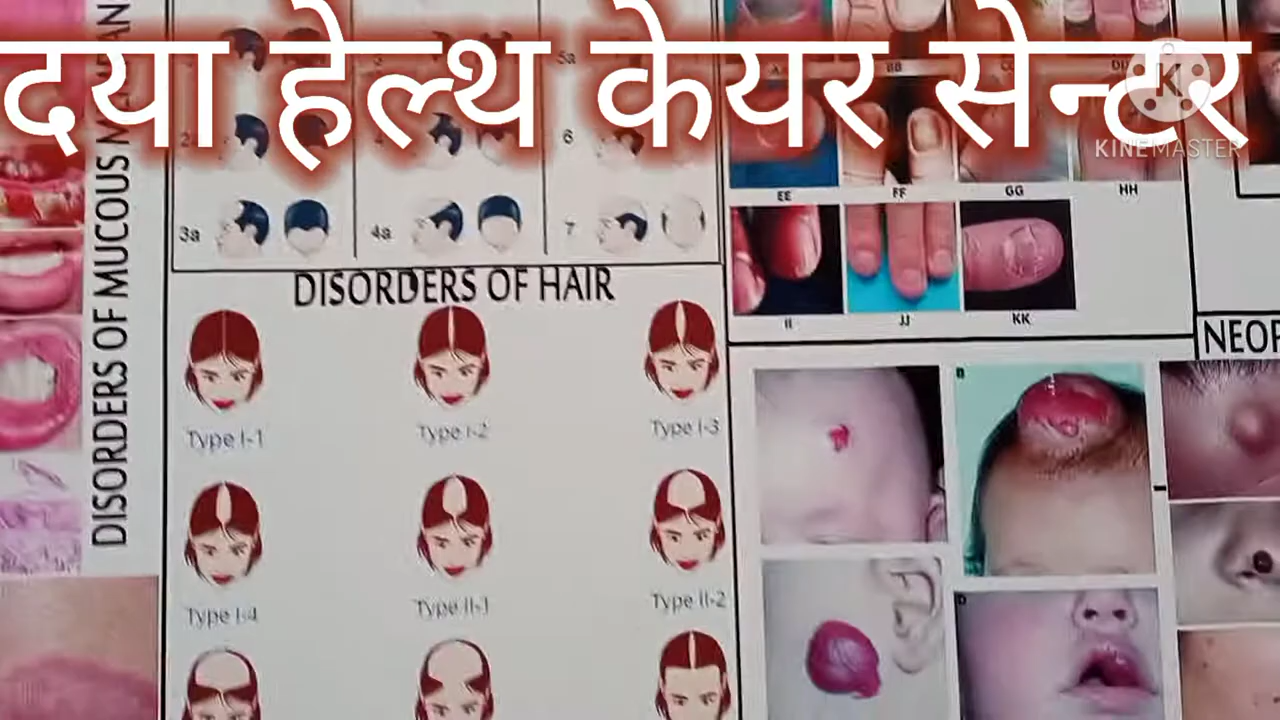 दया हेल्थ केयर सेन्टर
KINEMASTER
DISORDERS OF MUCOUS
5a
2
6
3a
4a
7
BB
EE
FF
GG
HH
II
JJ
KK
DISORDERS OF HAIR
Type I-1
Type I-2
Type I-3
Type I-4
Type II-1
Type II-2
NEOP
B
D